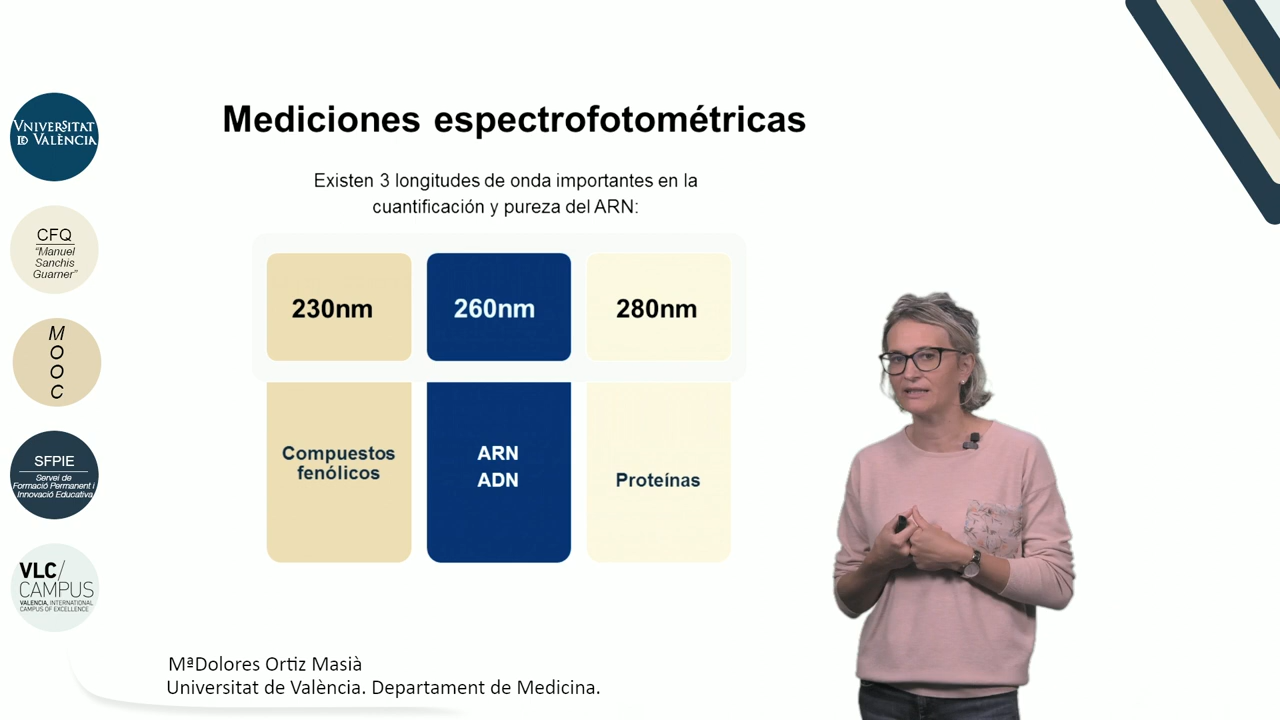 Mediciones espectrofotométricas
Existen 3 longitudes de onda importantes en la
cuantificación y pureza del ARN:
230nm
260nm
280nm
Compuestos
fenólicos
ARN
ADN
Proteínas
VNIVERSITAT
ID VALÈNCIA
CFQ
"Manuel
Sanchis
Guarner"
M
O
O
C
SFPIE
Servei de
Formació Permanent i
Innovació Educativa
VLC/
CAMPUS
VALENCIA, INTERNATIONAL
CAMPUS OF EXCELLENCE
MªDolores Ortiz Masià
Universitat de València. Departament de Medicina.